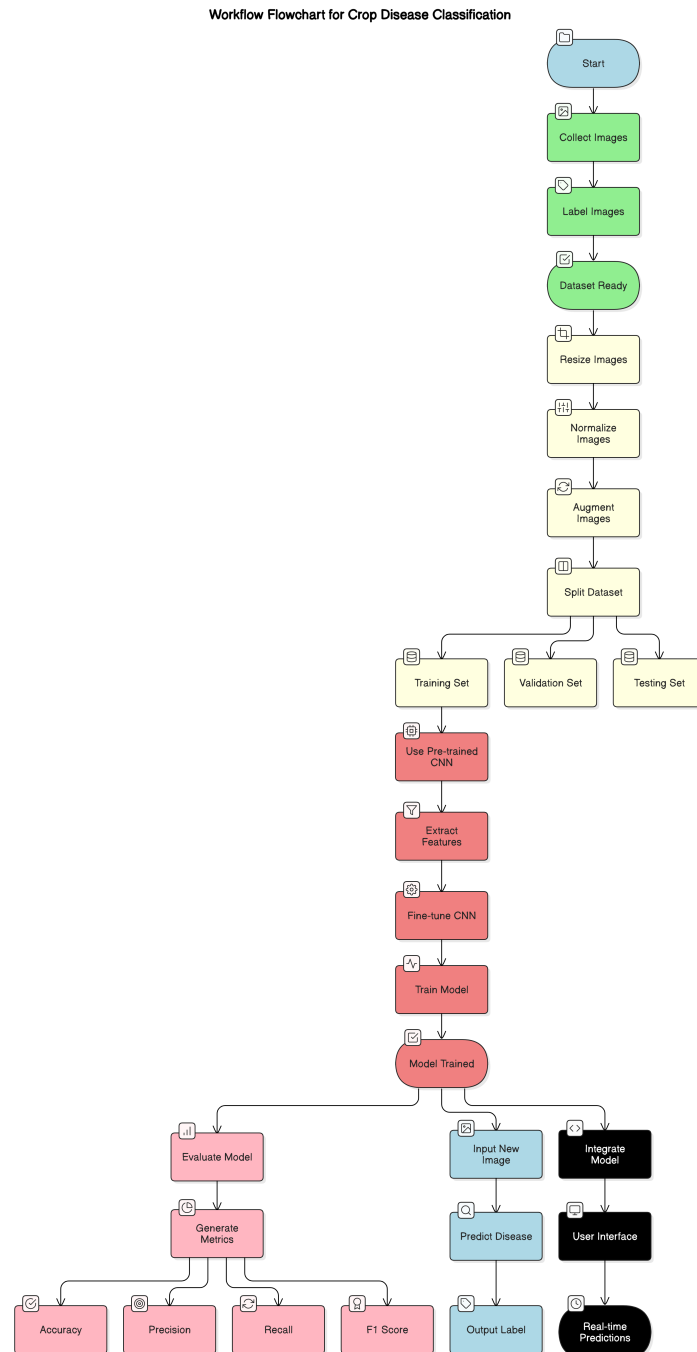 Workflow Flowchart for Crop Disease Classification
Start
Collect Images
Label Images
Dataset Ready
Resize Images
Normalize
Images
Augment
Images
Split Dataset
Training Set
Validation Set
Testing Set
Use Pre-trained
CNN
Extract
Features
Fine-tune CNN
Train Model
Model Trained
Evaluate Model
Input New
Image
Integrate
Model
Generate
Metrics
Predict Disease
User Interface
Accuracy
Precision
Recall
F1 Score
Output Label
Real-time
Predictions